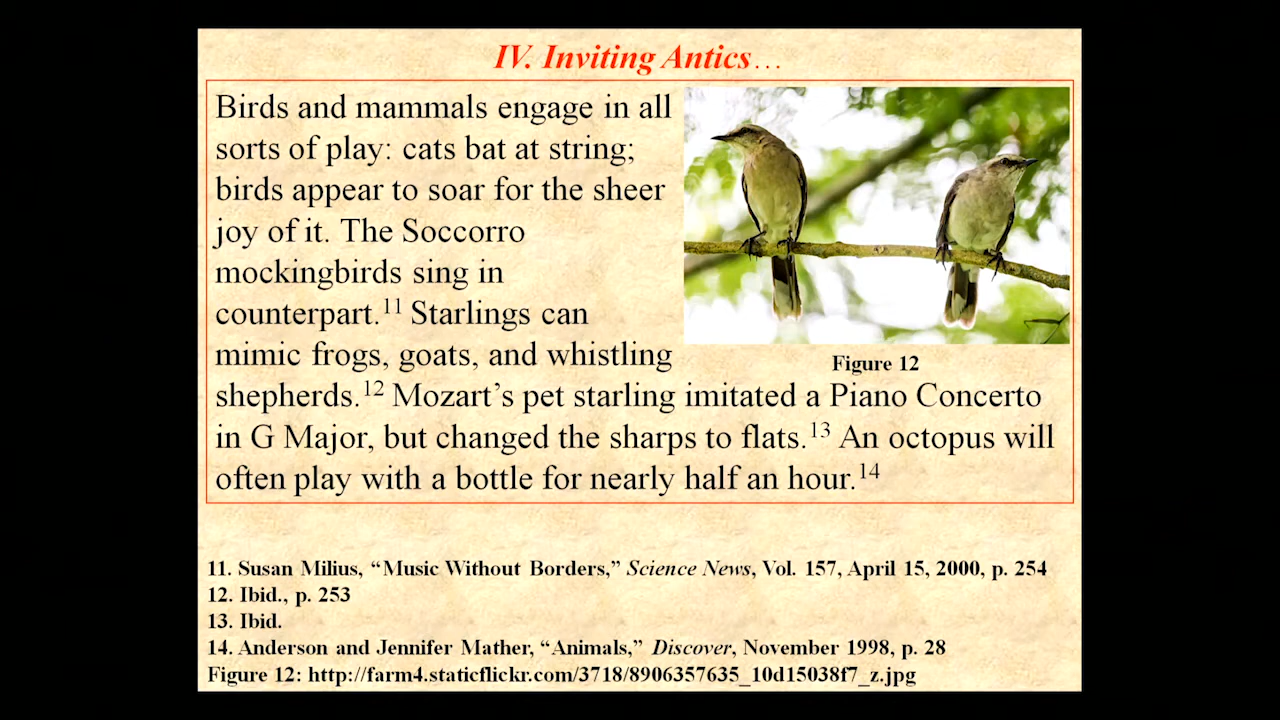 IV. Inviting Antics…
Birds and mammals engage in all
sorts of play: cats bat at string;
birds appear to soar for the sheer
joy of it. The Soccorro
mockingbirds sing in
counterpart.11 Starlings can
mimic frogs, goats, and whistling
shepherds.12 Mozart’s pet starling imitated a Piano Concerto
in G Major, but changed the sharps to flats.13 An octopus will
often play with a bottle for nearly half an hour.14
Figure 12
11. Susan Milius, “Music Without Borders,” Science News, Vol. 157, April 15, 2000, p. 254
12. Ibid., p. 253
13. Ibid.
14. Anderson and Jennifer Mather, “Animals,” Discover, November 1998, p. 28
Figure 12: http://farm4.staticflickr.com/3718/8906357635_10d15038f7_z.jpg